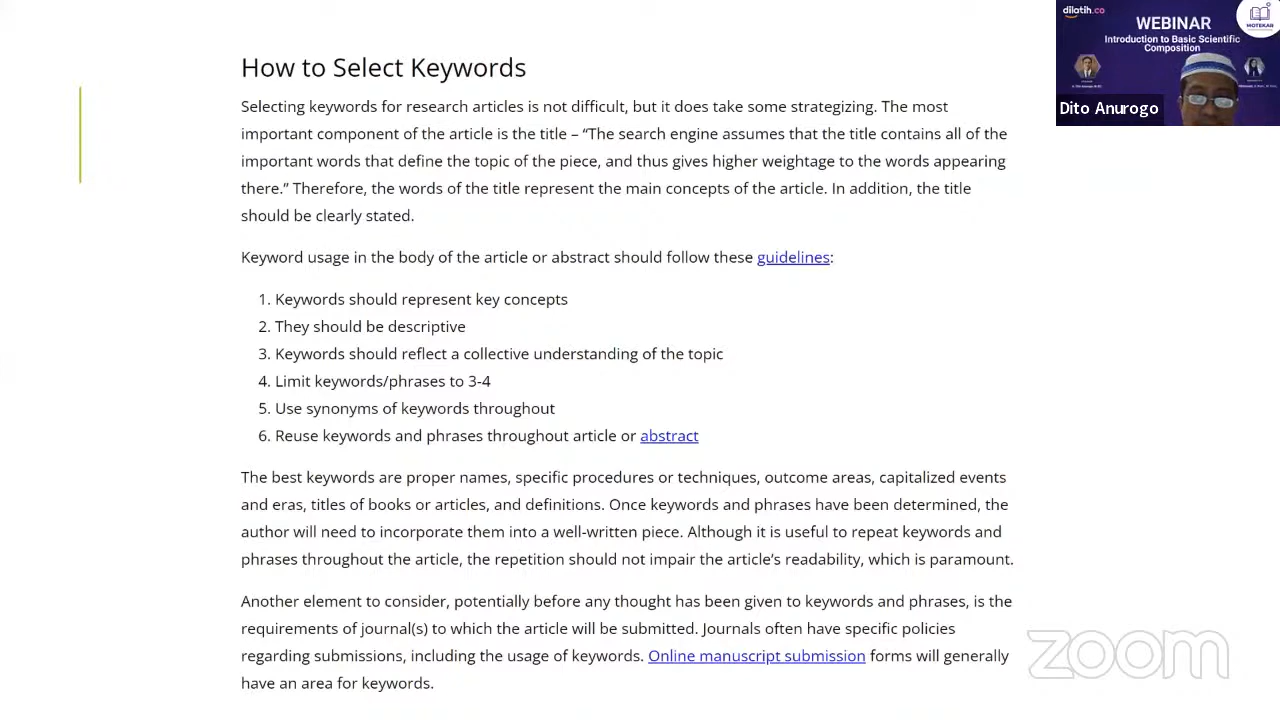 How to Select Keywords
Selecting keywords for research articles is not difficult, but it does take some strategizing. The most
important component of the article is the title – “The search engine assumes that the title contains all of the
important words that define the topic of the piece, and thus gives higher weightage to the words appearing
there.” Therefore, the words of the title represent the main concepts of the article. In addition, the title
should be clearly stated.
Keyword usage in the body of the article or abstract should follow these guidelines:
1. Keywords should represent key concepts
2. They should be descriptive
3. Keywords should reflect a collective understanding of the topic
4. Limit keywords/phrases to 3-4
5. Use synonyms of keywords throughout
6. Reuse keywords and phrases throughout article or abstract
The best keywords are proper names, specific procedures or techniques, outcome areas, capitalized events
and eras, titles of books or articles, and definitions. Once keywords and phrases have been determined, the
author will need to incorporate them into a well-written piece. Although it is useful to repeat keywords and
phrases throughout the article, the repetition should not impair the article’s readability, which is paramount.
Another element to consider, potentially before any thought has been given to keywords and phrases, is the
requirements of journal(s) to which the article will be submitted. Journals often have specific policies
regarding submissions, including the usage of keywords. Online manuscript submission forms will generally
have an area for keywords.
dilatih.co
MOTEKAR
WEBINAR
Introduction to Basic Scientific
Composition
Dito Anurogo
zoom